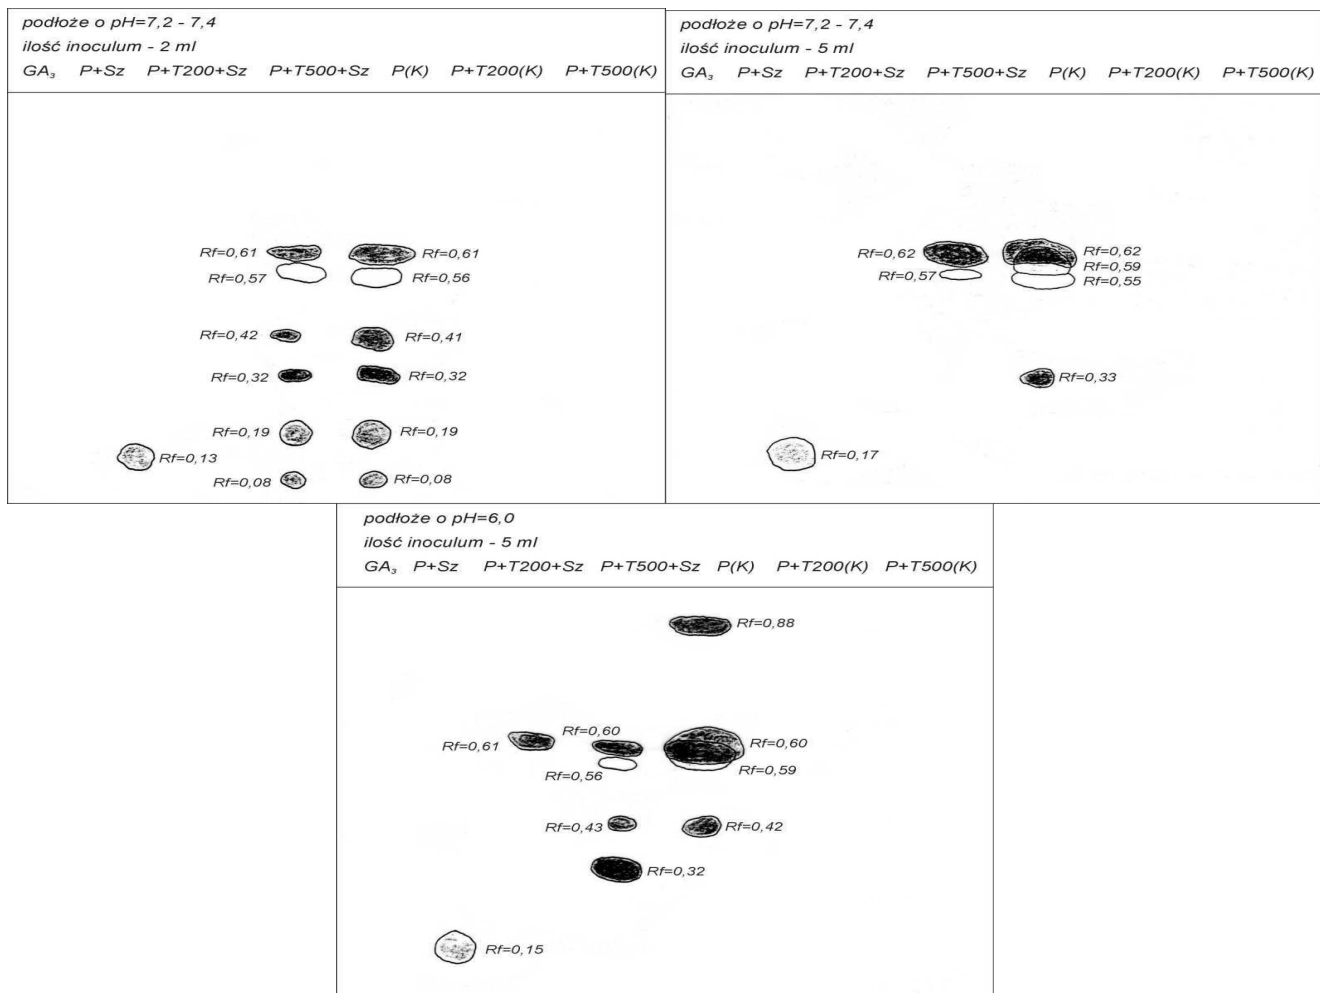 podłoże o pH=7,2 - 7,4
ilość inoculum - 2 ml
GA₃ P+Sz P+T200+Sz P+T500+Sz P(K) P+T200(K) P+T500(K)
Rf=0,61 Rf=0,61
Rf=0,57 Rf=0,56
Rf=0,42 Rf=0,41
Rf=0,32 Rf=0,32
Rf=0,19 Rf=0,19
Rf=0,13
Rf=0,08 Rf=0,08
podłoże o pH=7,2 - 7,4
ilość inoculum - 5 ml
GA₃ P+Sz P+T200+Sz P+T500+Sz P(K) P+T200(K) P+T500(K)
Rf=0,62 Rf=0,62
Rf=0,59
Rf=0,57 Rf=0,55
Rf=0,33
Rf=0,17
podłoże o pH=6,0
ilość inoculum - 5 ml
GA₃ P+Sz P+T200+Sz P+T500+Sz P(K) P+T200(K) P+T500(K)
Rf=0,88
Rf=0,60
Rf=0,61 Rf=0,60
Rf=0,56 Rf=0,59
Rf=0,43 Rf=0,42
Rf=0,32
Rf=0,15